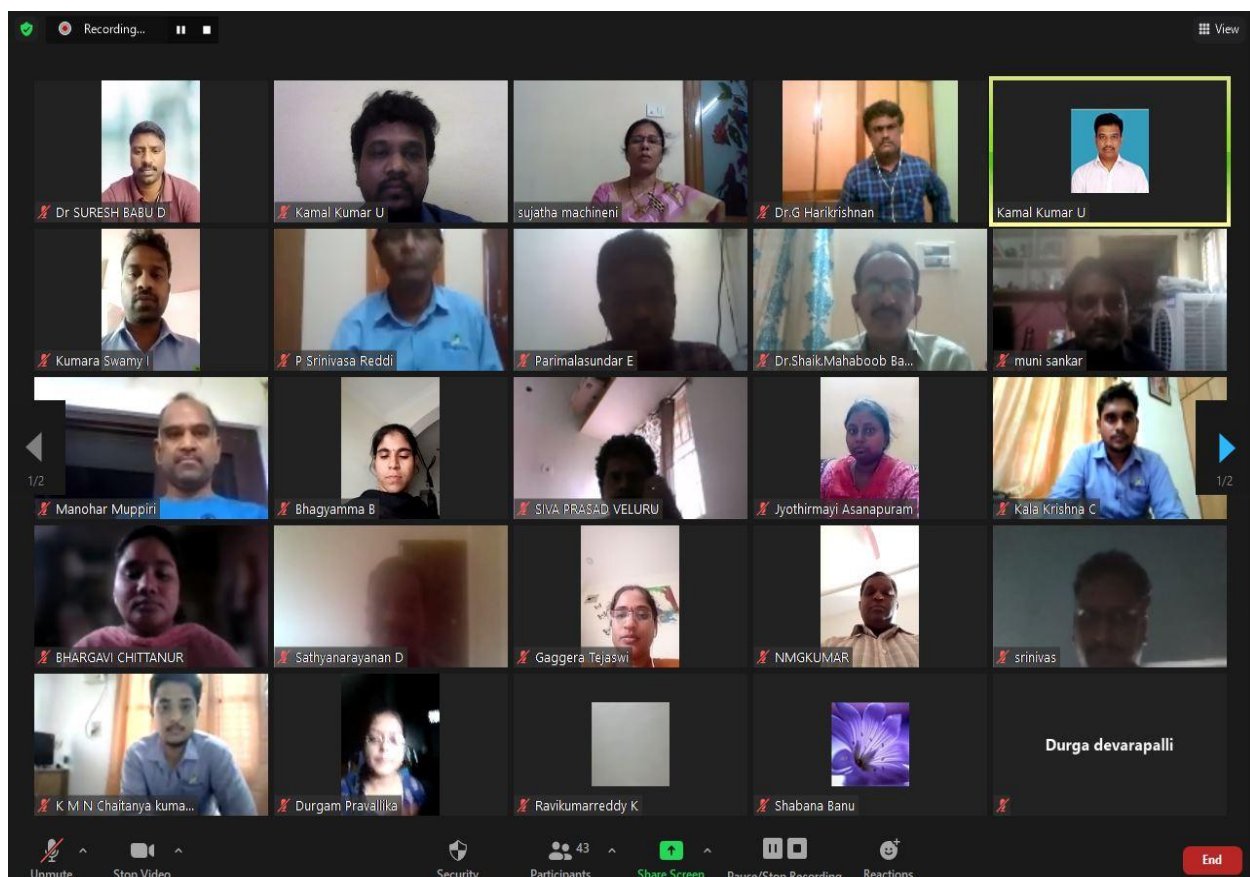 Recording...
View
Dr SURESH BABU D
Kamal Kumar U
sujatha machineni
Dr.G Harikrishnan
Kamal Kumar U
Kumara Swamy I
P Srinivasa Reddi
Parimalasundar E
Dr.Shaik.Mahaboob Ba...
muni sankar
1/2
Manohar Muppiri
Bhagyamma B
SIVA PRASAD VELURU
Jyothirmayi Asanapuram
Kala Krishna C
1/2
BHARGAVI CHITTANUR
Sathyanarayanan D
Gaggera Tejaswi
NMGKUMAR
srinivas
K M N Chaitanya kuma...
Durgam Pravallika
Ravikumarreddy K
Shabana Banu
Durga devarapalli
Unmute
Stop Video
Security
43
Participants
Share Screen
Pause/Stop Recording
Reactions
End